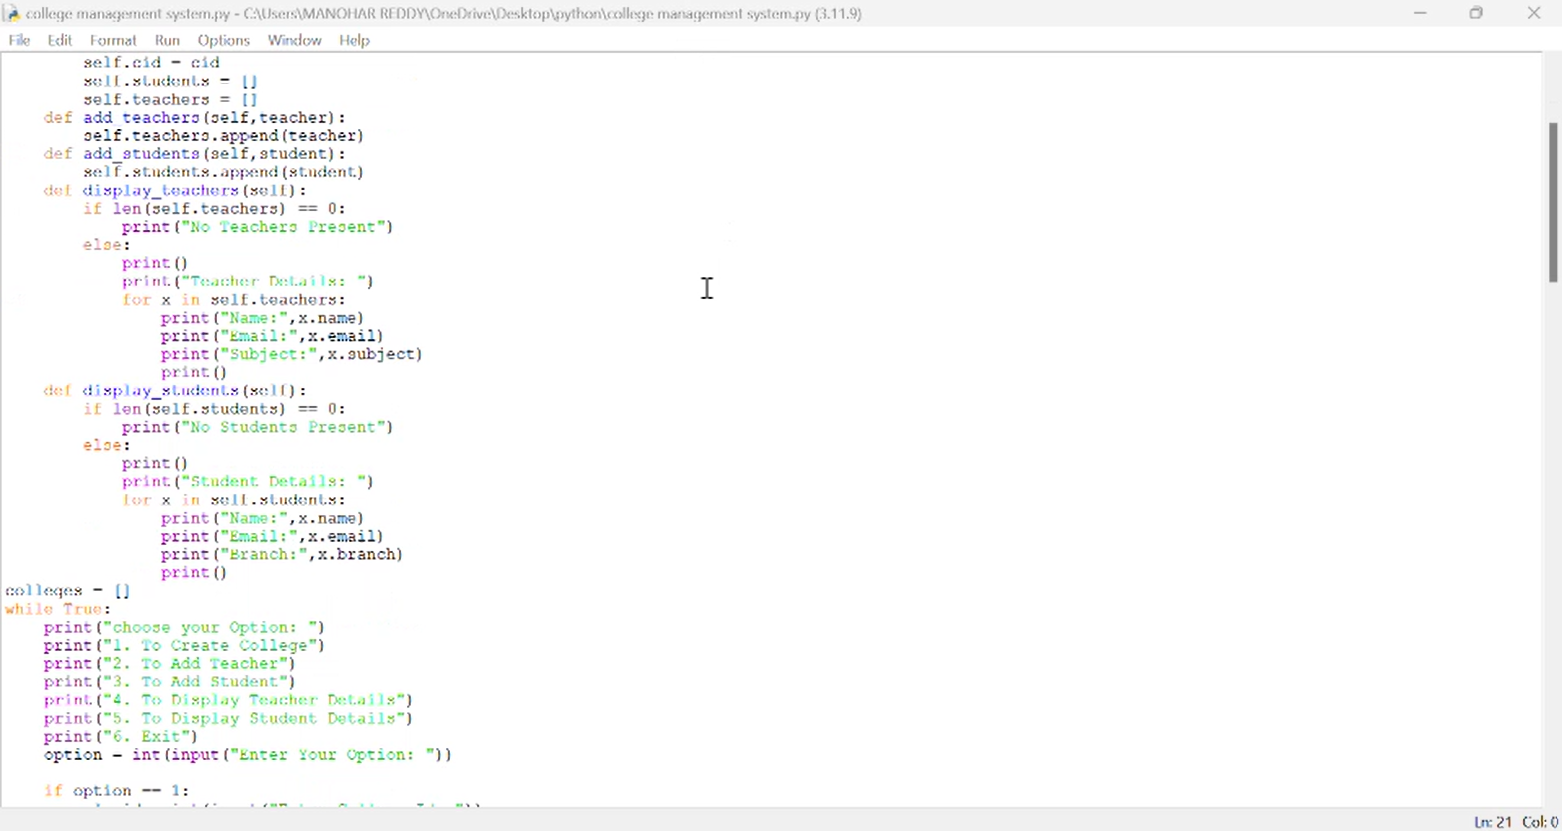 college management system.py - C:\Users\MANOHAR REDDY\OneDrive\Desktop\python\college management system.py (3.11.9)
File Edit Format Run Options Window Help
        self.cid = cid
        self.students = []
        self.teachers = []
    def add_teachers(self,teacher):
        self.teachers.append(teacher)
    def add_students(self,student):
        self.students.append(student)
    def display_teachers(self):
        if len(self.teachers) == 0:
            print("No Teachers Present")
        else:
            print()
            print("Teacher Details: ")
            for x in self.teachers:
                print("Name:",x.name)
                print("Email:",x.email)
                print("Subject:",x.subject)
                print()
    def display_students(self):
        if len(self.students) == 0:
            print("No Students Present")
        else:
            print()
            print("Student Details: ")
            for x in self.students:
                print("Name:",x.name)
                print("Email:",x.email)
                print("Branch:",x.branch)
                print()
colleges = []
while True:
    print("choose your Option: ")
    print("1. To Create College")
    print("2. To Add Teacher")
    print("3. To Add Student")
    print("4. To Display Teacher Details")
    print("5. To Display Student Details")
    print("6. Exit")
    option = int(input("Enter Your Option: "))
    if option == 1:
Ln: 21 Col: 0